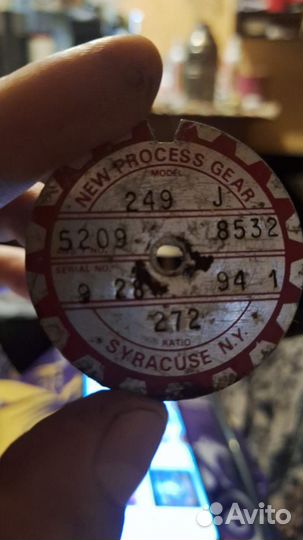 NEW PROCESS GEAR
MODEL
249 J
5209 8532
SERIAL NO.
9 28 94 1
272
RATIO
SYRACUSE N.Y.
Avito